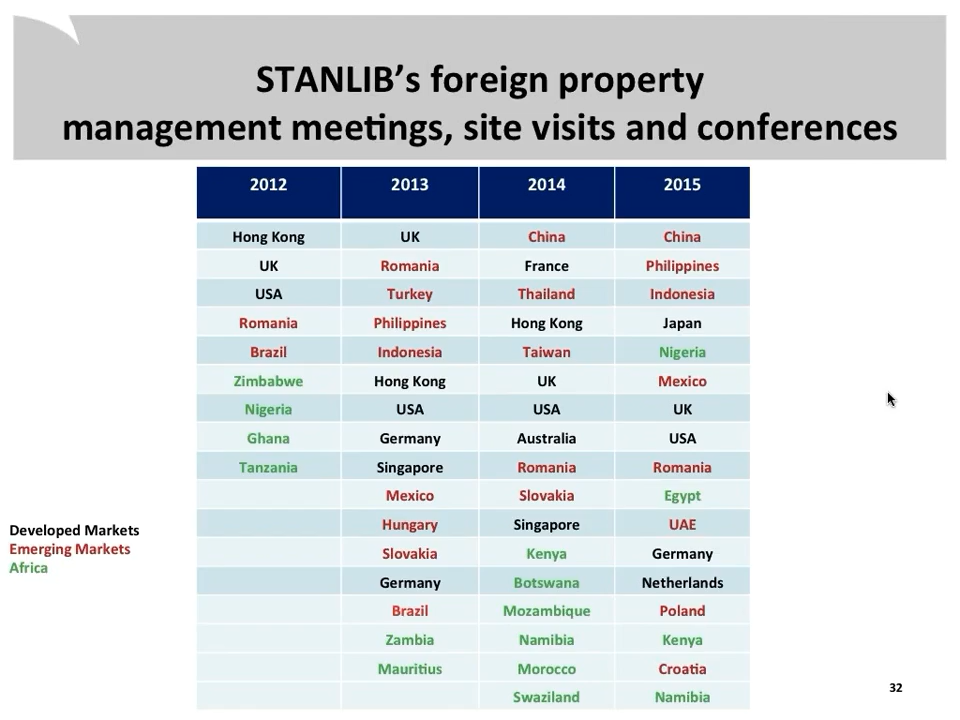 STANLIB's foreign property
management meetings, site visits and conferences
2012 2013 2014 2015
Hong Kong UK China China
UK Romania France Philippines
USA Turkey Thailand Indonesia
Romania Philippines Hong Kong Japan
Brazil Indonesia Taiwan Nigeria
Zimbabwe Hong Kong UK Mexico
Nigeria USA USA UK
Ghana Germany Australia USA
Tanzania Singapore Romania Romania
Mexico Slovakia Egypt
Hungary Singapore UAE
Slovakia Kenya Germany
Germany Botswana Netherlands
Brazil Mozambique Poland
Zambia Namibia Kenya
Mauritius Morocco Croatia
Swaziland Namibia
Developed Markets
Emerging Markets
Africa
32